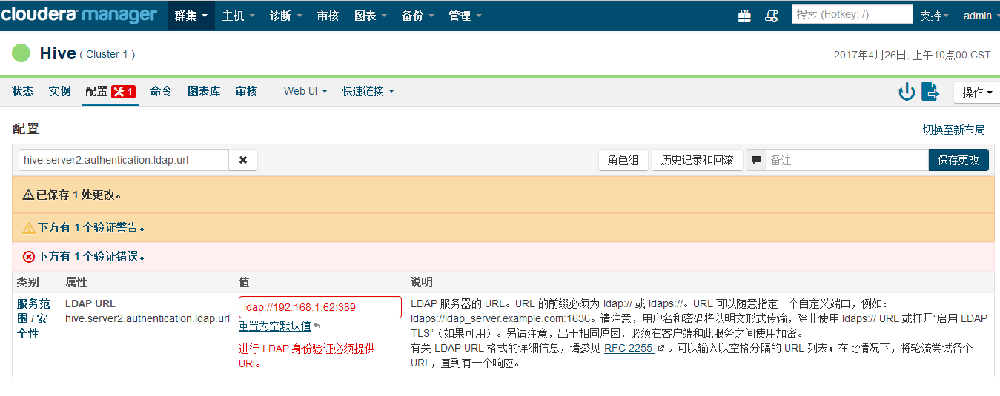 cloudera manager 群集 主机 诊断 审核 图表 备份 管理 搜索 (Hotkey: /) 支持 admin
Hive ( Cluster 1 ) 2017年4月26日, 上午10点00 CST
状态 实例 配置 1 命令 图表库 审核 Web UI 快速链接 操作
配置 切换至新布局
hive.server2.authentication.ldap.url 角色组 历史记录和回滚 备注 保存更改
已保存 1 处更改。
下方有 1 个验证警告。
下方有 1 个验证错误。
类别 属性 值 说明
服务范
围 / 安
全性
LDAP URL
hive.server2.authentication.ldap.url
ldap://192.168.1.62:389
重置为空默认值
进行 LDAP 身份验证必须提供
URI。
LDAP 服务器的 URL。URL 的前缀必须为 ldap:// 或 ldaps://。URL 可以随意指定一个自定义端口，例如：
ldaps://ldap_server.example.com:1636。请注意，用户名和密码将以明文形式传输，除非使用 ldaps:// URL 或打开“启用 LDAP
TLS”（如果可用）。另请注意，出于相同原因，必须在客户端和此服务之间使用加密。
有关 LDAP URL 格式的详细信息，请参见 RFC 2255 。可以输入以空格分隔的 URL 列表；在此情况下，将轮流尝试各个
URL，直到有一个响应。